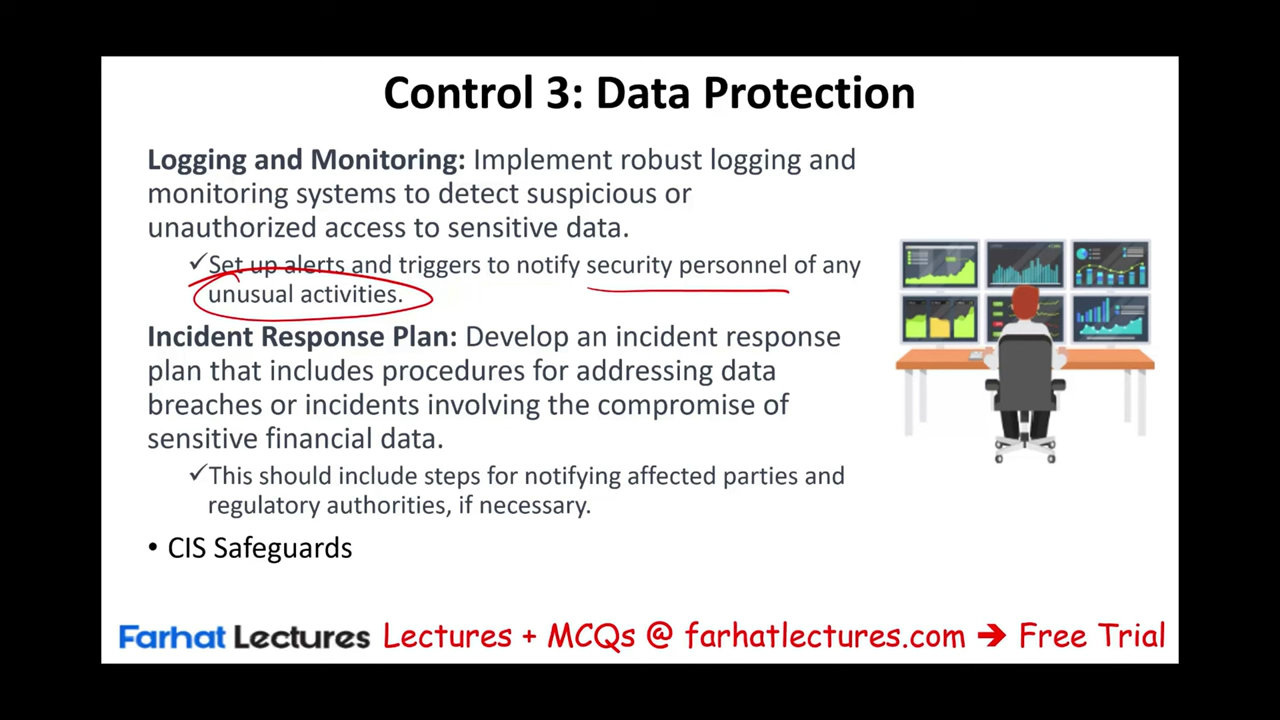 Control 3: Data Protection
Logging and Monitoring: Implement robust logging and
monitoring systems to detect suspicious or
unauthorized access to sensitive data.
✓Set up alerts and triggers to notify security personnel of any
unusual activities.
Incident Response Plan: Develop an incident response
plan that includes procedures for addressing data
breaches or incidents involving the compromise of
sensitive financial data.
✓This should include steps for notifying affected parties and
regulatory authorities, if necessary.
• CIS Safeguards
Farhat Lectures Lectures + MCQs @ farhatlectures.com → Free Trial